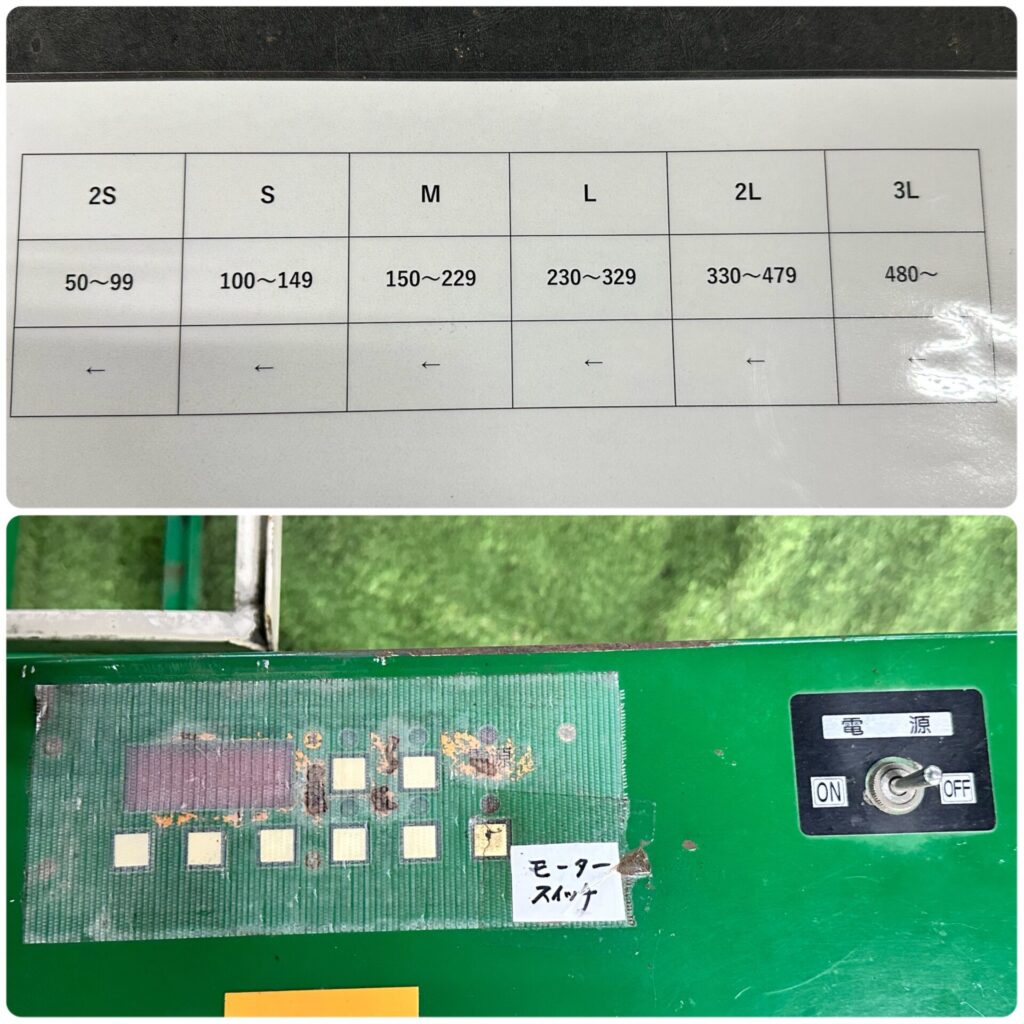 2S S M L 2L 3L
50〜99 100〜149 150〜229 230〜329 330〜479 480〜
← ← ← ← ← ←
電 源
ON OFF
モーター
スイッチ